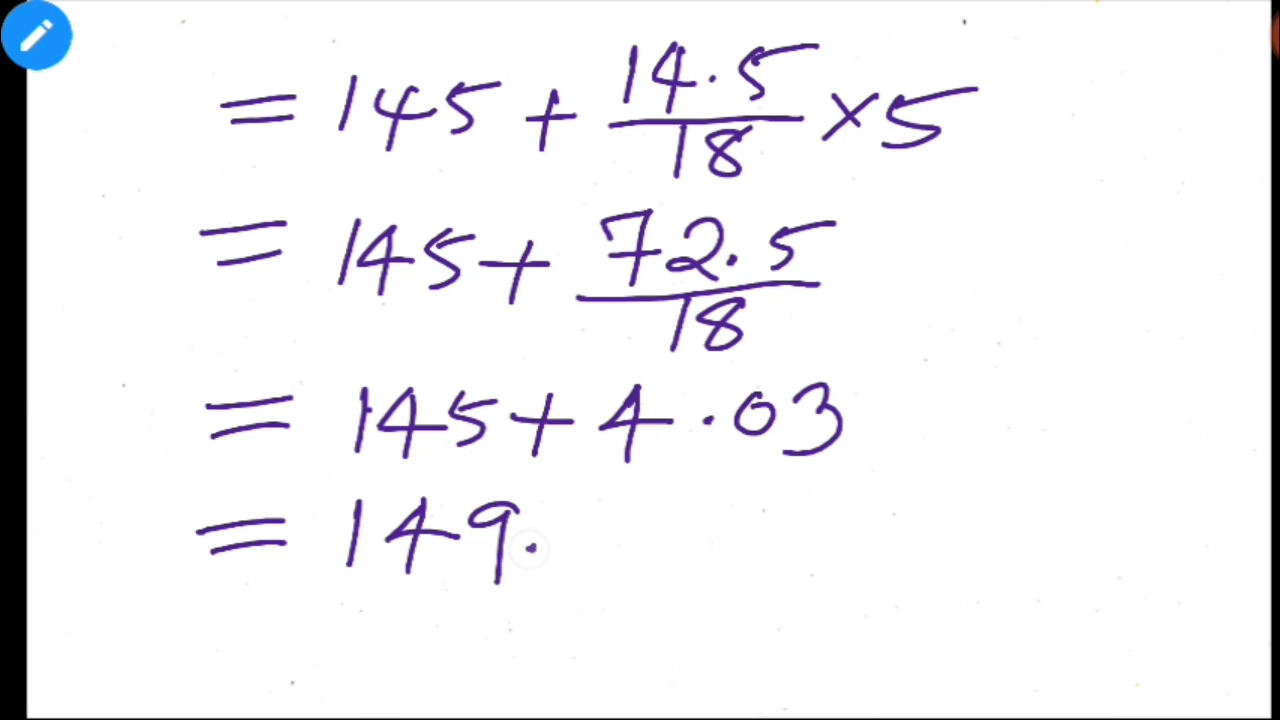 = 145 + 14.5/18 × 5
= 145 + 72.5/18
= 145 + 4.03
= 149.